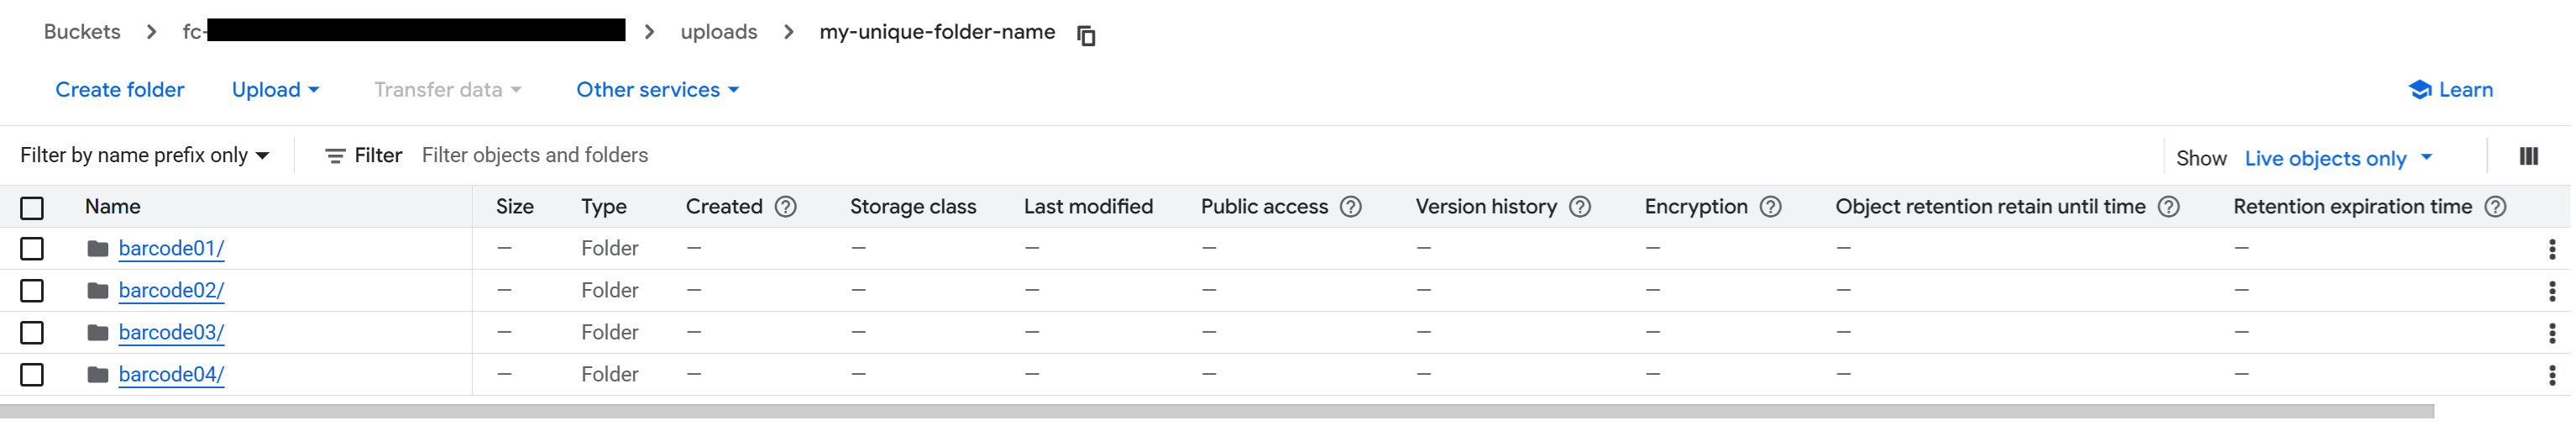 Buckets > fc- > uploads > my-unique-folder-name
Create folder Upload Transfer data Other services Learn
Filter by name prefix only Filter Filter objects and folders Show Live objects only
Name Size Type Created Storage class Last modified Public access Version history Encryption Object retention retain until time Retention expiration time
barcode01/ — Folder — — — — — — — —
barcode02/ — Folder — — — — — — — —
barcode03/ — Folder — — — — — — — —
barcode04/ — Folder — — — — — — — —